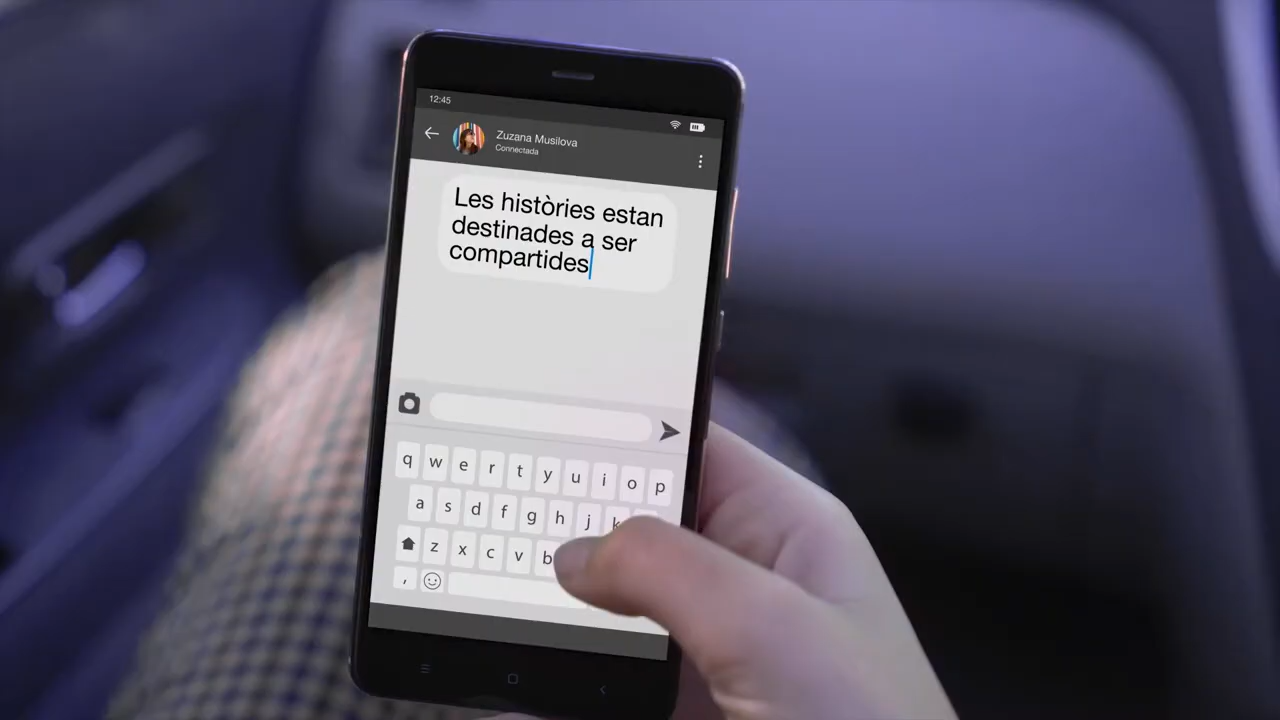 12:45
Zuzana Musilova
Connectada
Les històries estan
destinades a ser
compartides
q w e r t y u i o p
a s d f g h j k
z x c v b
,